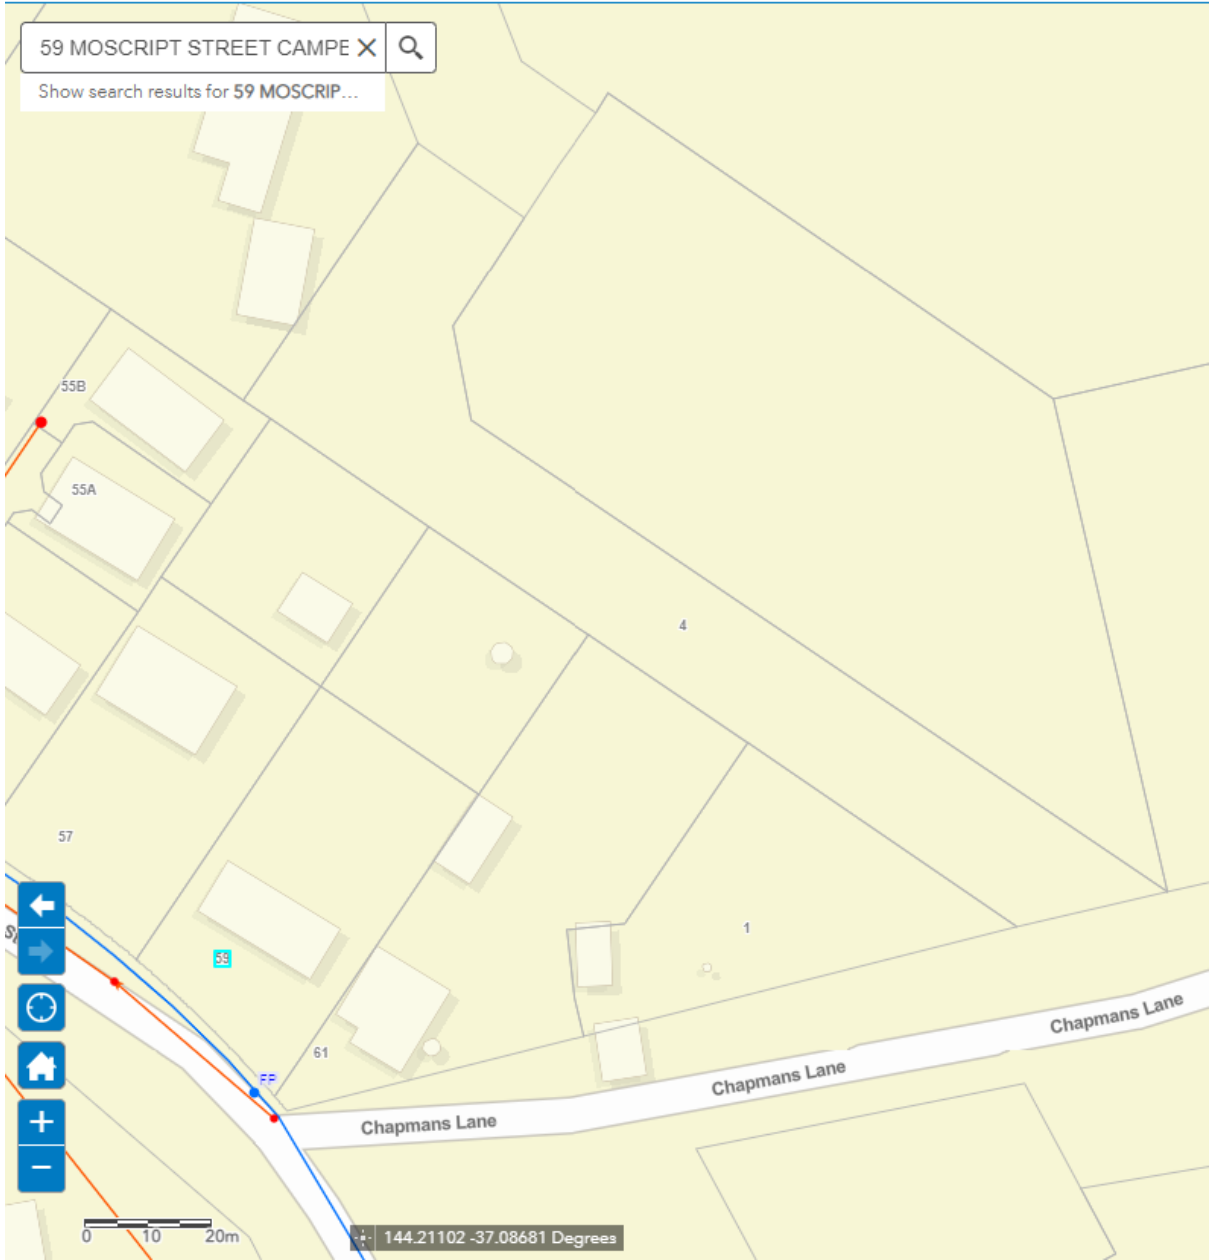 59 MOSCRIPT STREET CAMPE
Show search results for 59 MOSCRIP...
55B
55A
4
57
1
59
61
FP
Chapmans Lane
Chapmans Lane
Chapmans Lane
0 10 20m
144.21102 -37.08681 Degrees